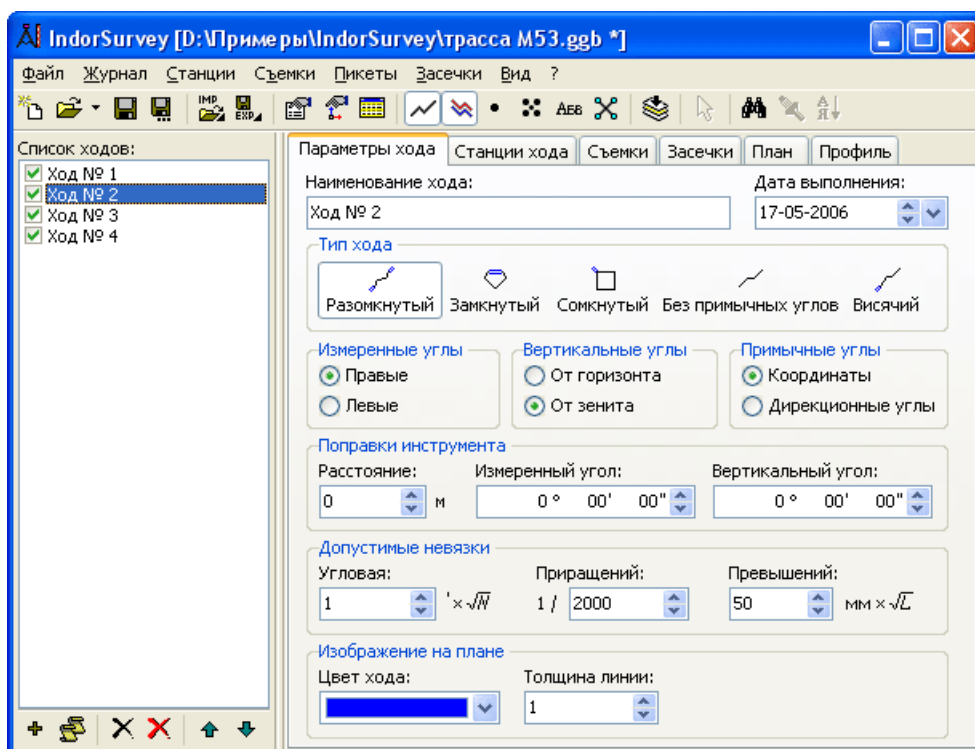 IndorSurvey [D:\Примеры\IndorSurvey\трасса М53.ggb *]
Файл Журнал Станции Съемки Пикеты Засечки Вид ?
IMP EXP АБВ А Я
Список ходов:
Ход № 1
Ход № 2
Ход № 3
Ход № 4
Параметры хода Станции хода Съемки Засечки План Профиль
Наименование хода: Дата выполнения:
Ход № 2 17-05-2006
Тип хода
Разомкнутый Замкнутый Сомкнутый Без примычных углов Висячий
Измеренные углы Вертикальные углы Примычные углы
Правые От горизонта Координаты
Левые От зенита Дирекционные углы
Поправки инструмента
Расстояние: Измеренный угол: Вертикальный угол:
0 м 0 ° 00' 00" 0 ° 00' 00"
Допустимые невязки
Угловая: Приращений: Превышений:
1 ' × √N 1 / 2000 50 мм × √L
Изображение на плане
Цвет хода: Толщина линии:
1